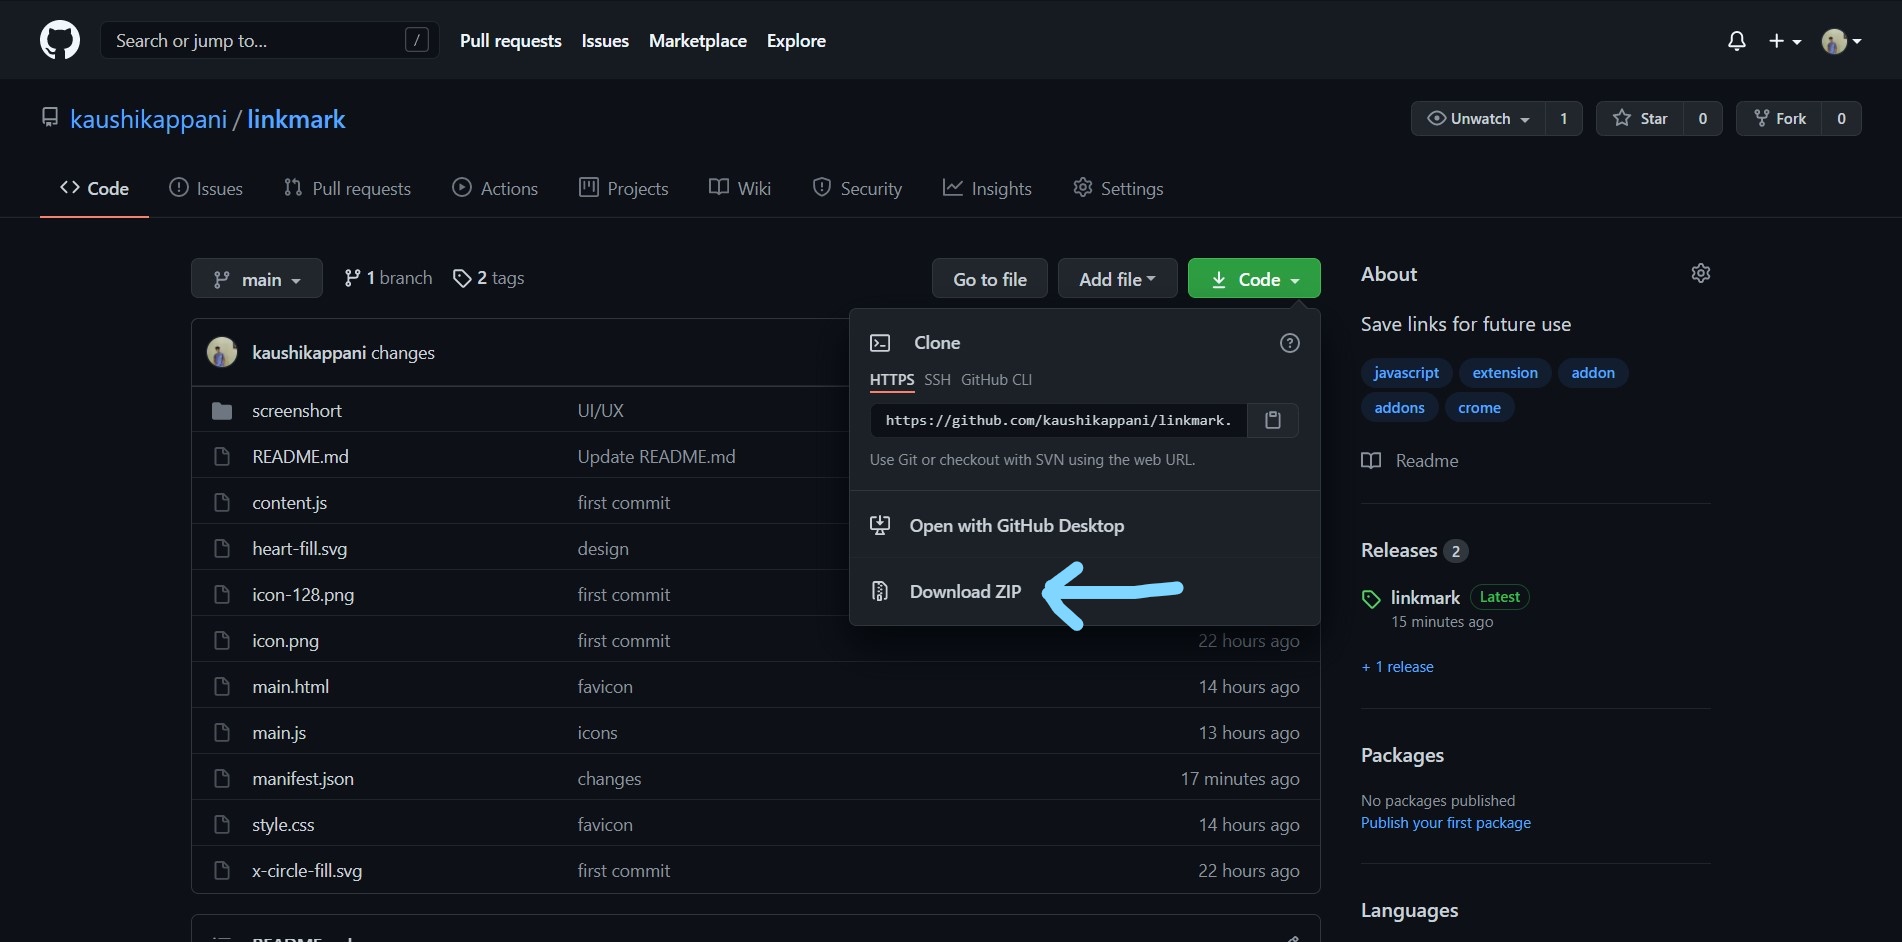 Search or jump to... /
Pull requests Issues Marketplace Explore
kaushikappani / linkmark
Unwatch 1 Star 0 Fork 0
Code Issues Pull requests Actions Projects Wiki Security Insights Settings
main 1 branch 2 tags
Go to file Add file Code
kaushikappani changes
screenshort UI/UX
README.md Update README.md
content.js first commit
heart-fill.svg design
icon-128.png first commit
icon.png first commit 22 hours ago
main.html favicon 14 hours ago
main.js icons 13 hours ago
manifest.json changes 17 minutes ago
style.css favicon 14 hours ago
x-circle-fill.svg first commit 22 hours ago
Clone
HTTPS SSH GitHub CLI
https://github.com/kaushikappani/linkmark.
Use Git or checkout with SVN using the web URL.
Open with GitHub Desktop
Download ZIP
About
Save links for future use
javascript extension addon
addons crome
Readme
Releases 2
linkmark Latest
15 minutes ago
+ 1 release
Packages
No packages published
Publish your first package
Languages